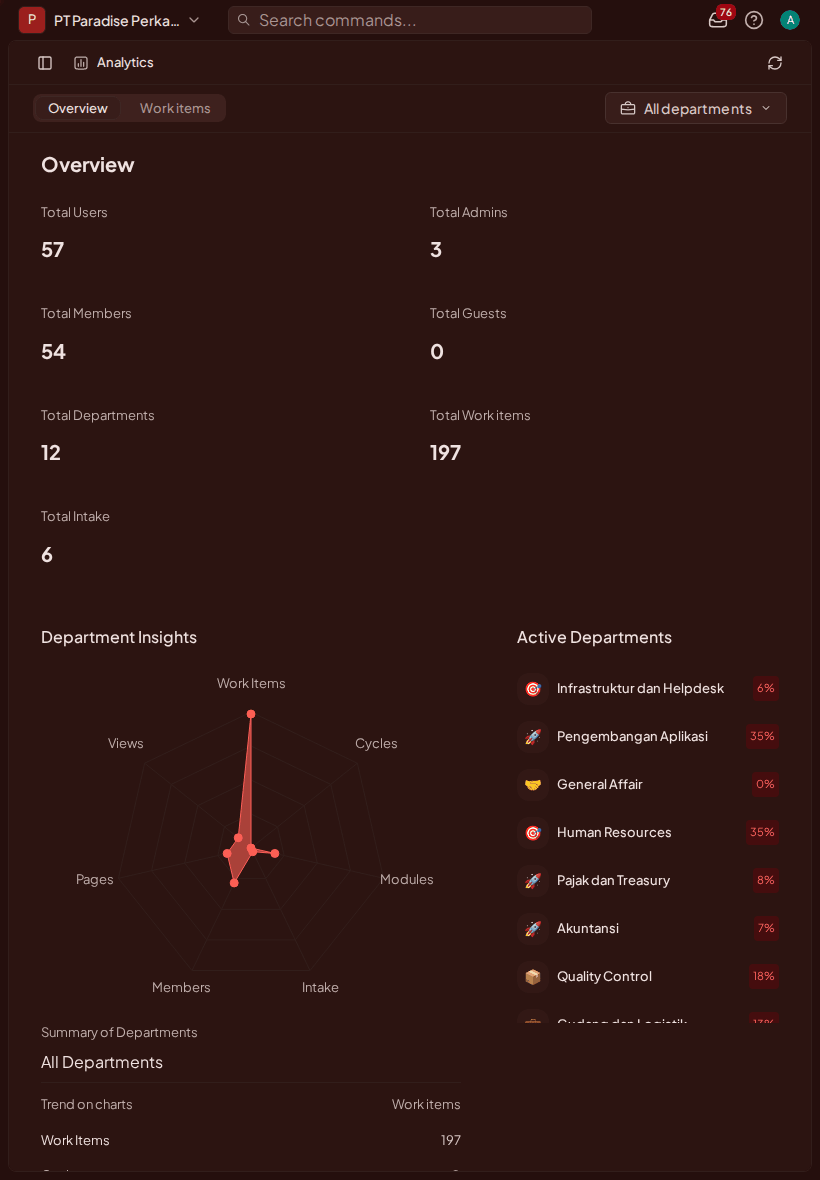 P PT Paradise Perka... Search commands... 76 A
Analytics
Overview Work items All departments
Overview
Total Users Total Admins
57 3
Total Members Total Guests
54 0
Total Departments Total Work items
12 197
Total Intake
6
Department Insights
Work Items
Views Cycles
Pages Modules
Members Intake
Active Departments
Infrastruktur dan Helpdesk 6%
Pengembangan Aplikasi 35%
General Affair 0%
Human Resources 35%
Pajak dan Treasury 8%
Akuntansi 7%
Quality Control 18%
Gudang dan Logistik 13%
Summary of Departments
All Departments
Trend on charts Work items
Work Items 197